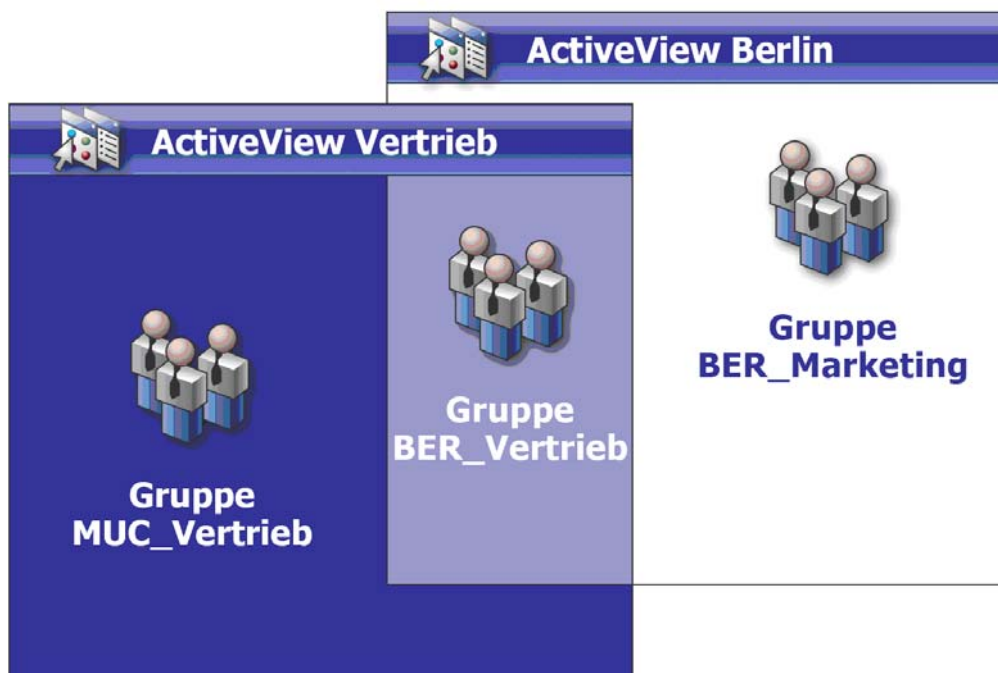 ActiveView Berlin
ActiveView Vertrieb
Gruppe
MUC_Vertrieb
Gruppe
BER_Vertrieb
Gruppe
BER_Marketing